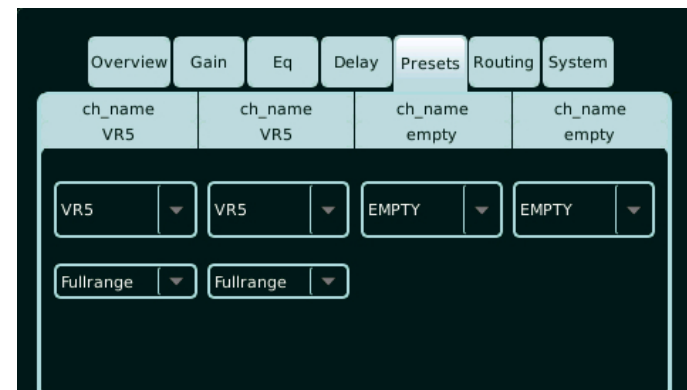 Overview Gain Eq Delay Presets Routing System
ch_name ch_name ch_name ch_name
VR5 VR5 empty empty
VR5 VR5 EMPTY EMPTY
Fullrange Fullrange